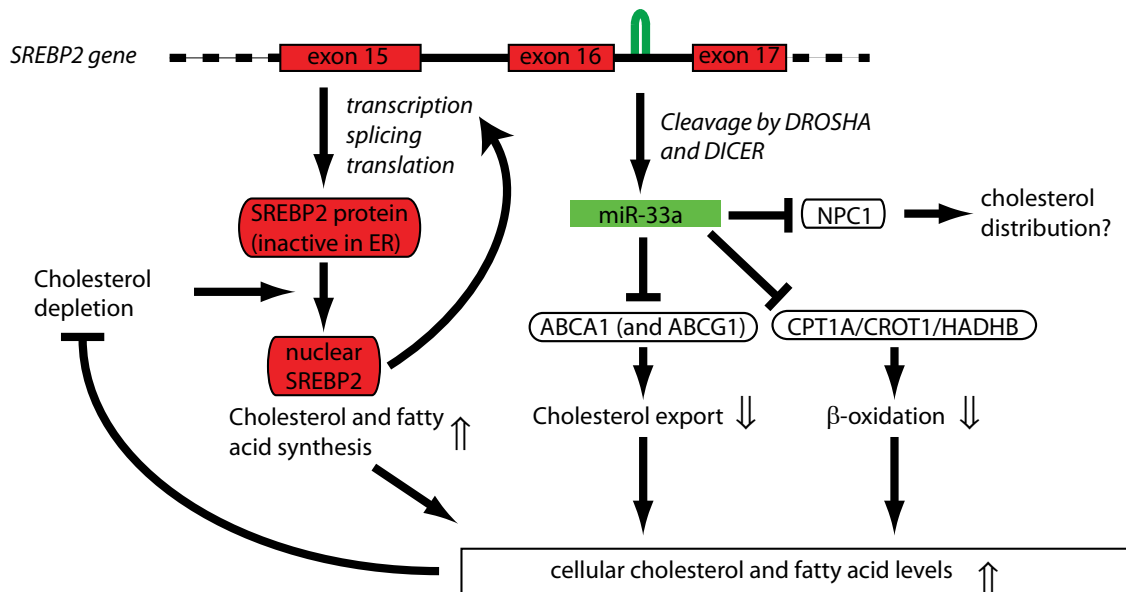 SREBP2 gene
exon 15
exon 16
exon 17
transcription
splicing
translation
Cleavage by DROSHA
and DICER
SREBP2 protein
(inactive in ER)
miR-33a
NPC1
cholesterol
distribution?
Cholesterol
depletion
ABCA1 (and ABCG1)
CPT1A/CROT1/HADHB
nuclear
SREBP2
Cholesterol and fatty
acid synthesis ⇑
Cholesterol export ⇓
β-oxidation ⇓
cellular cholesterol and fatty acid levels ⇑